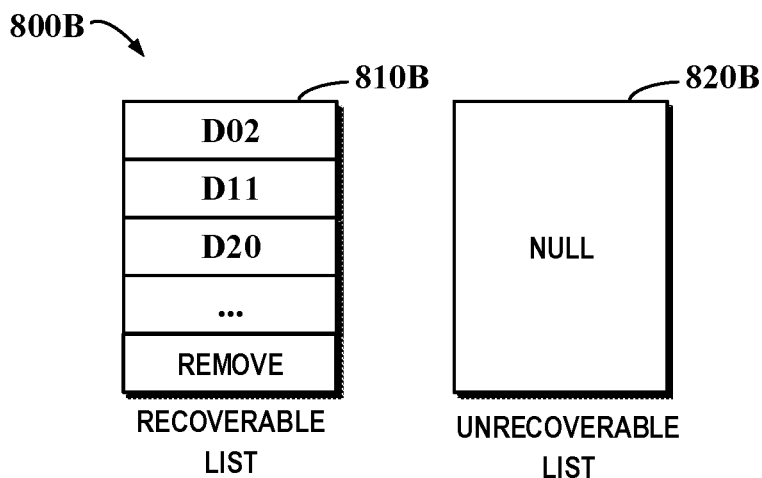 800B
810B
820B
D02
D11
D20
...
REMOVE
NULL
RECOVERABLE
LIST
UNRECOVERABLE
LIST